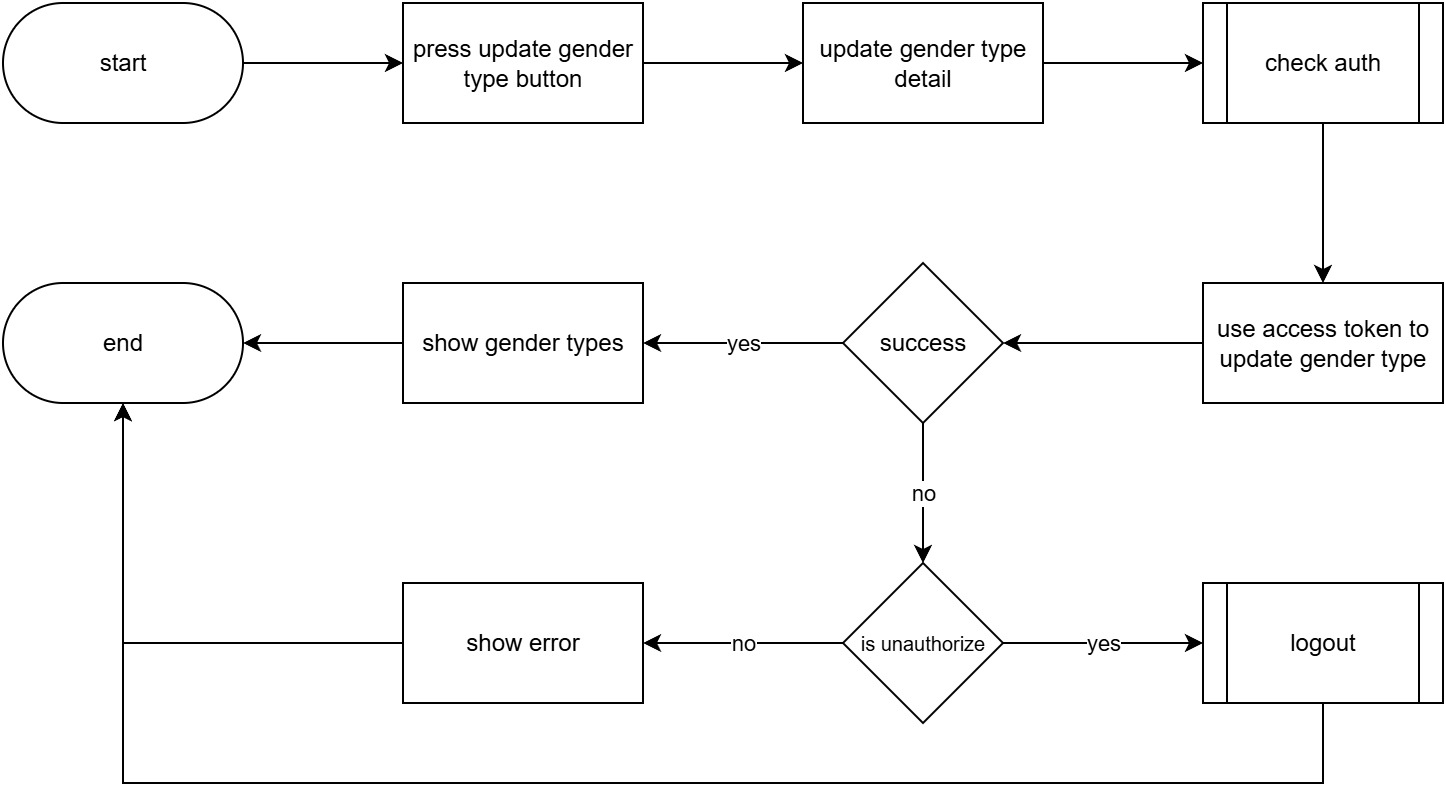 start
press update gender
type button
update gender type
detail
check auth
end
show gender types
yes
success
use access token to
update gender type
no
show error
no
is unauthorize
yes
logout